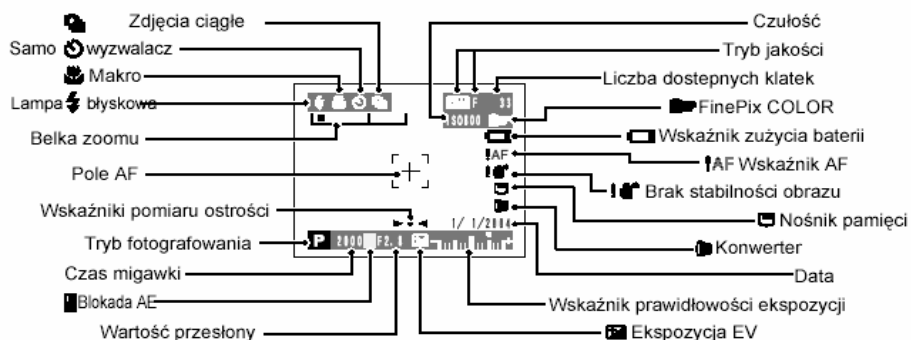 Zdjęcia ciągłe
Samo wyzwalacz
Makro
Lampa błyskowa
Belka zoomu
Pole AF
Wskaźniki pomiaru ostrości
Tryb fotografowania
Czas migawki
Blokada AE
Wartość przesłony
F 33
!AF
1/ 1/2004
P 2000 F2.8
Czułość
Tryb jakości
Liczba dostepnych klatek
FinePix COLOR
Wskaźnik zużycia baterii
!AF Wskaźnik AF
! Brak stabilności obrazu
Nośnik pamięci
Konwerter
Data
Wskaźnik prawidłowości ekspozycji
Ekspozycja EV